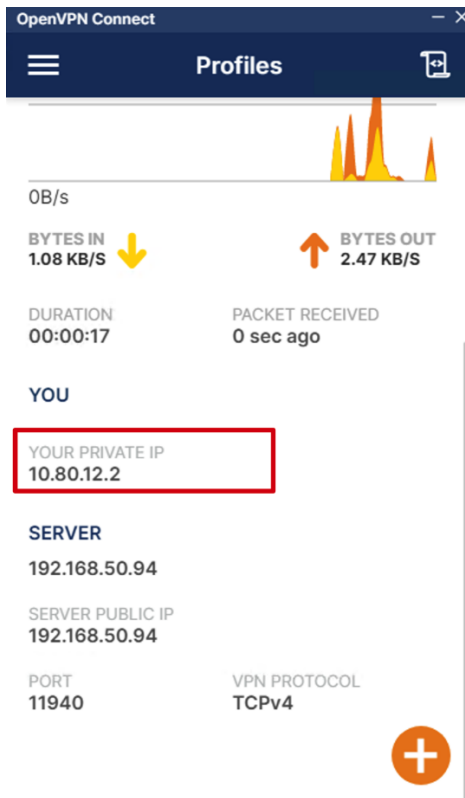 OpenVPN Connect
Profiles
0B/s
BYTES IN
1.08 KB/S
BYTES OUT
2.47 KB/S
DURATION
00:00:17
PACKET RECEIVED
0 sec ago
YOU
YOUR PRIVATE IP
10.80.12.2
SERVER
192.168.50.94
SERVER PUBLIC IP
192.168.50.94
PORT
11940
VPN PROTOCOL
TCPv4